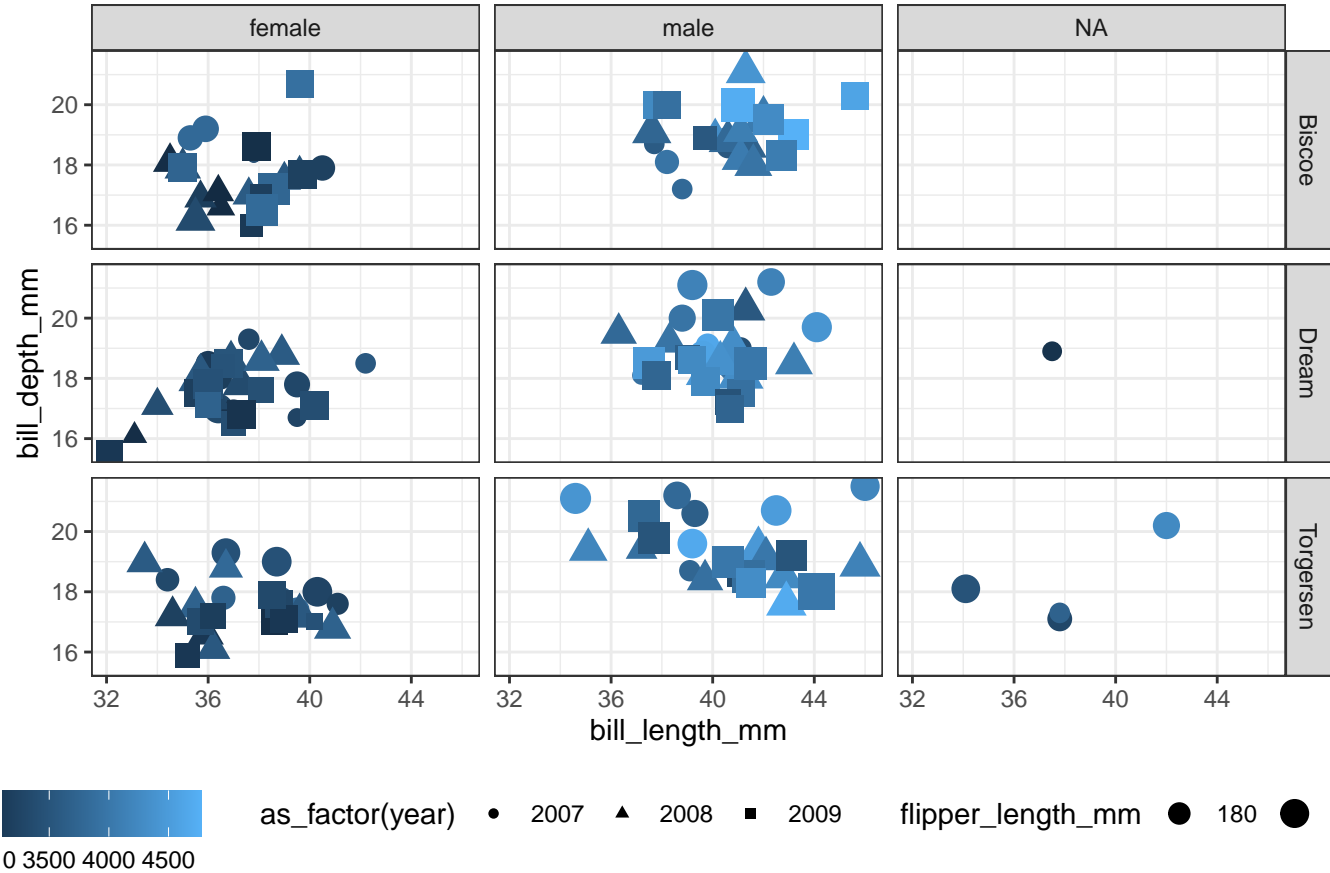 female male NA
20
18
16
Biscoe
20
18
16
Dream
20
18
16
Torgersen
bill_depth_mm
32 36 40 44 32 36 40 44 32 36 40 44
bill_length_mm
as_factor(year) 2007 2008 2009 flipper_length_mm 180
0 3500 4000 4500